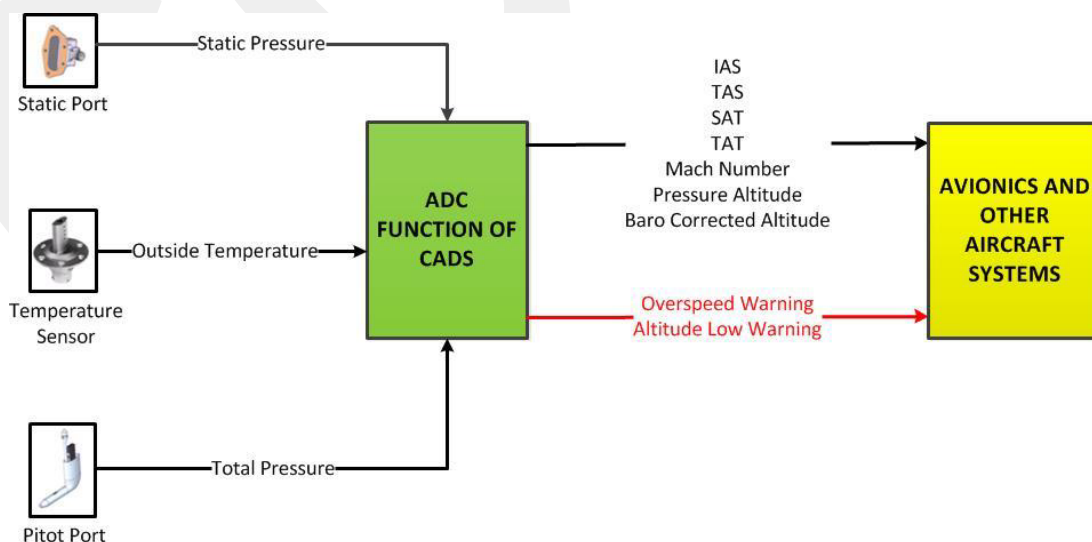 Static Pressure
Static Port
IAS
TAS
SAT
TAT
Mach Number
Pressure Altitude
Baro Corrected Altitude
ADC
FUNCTION OF
CADS
AVIONICS AND
OTHER
AIRCRAFT
SYSTEMS
Outside Temperature
Temperature
Sensor
Overspeed Warning
Altitude Low Warning
Total Pressure
Pitot Port